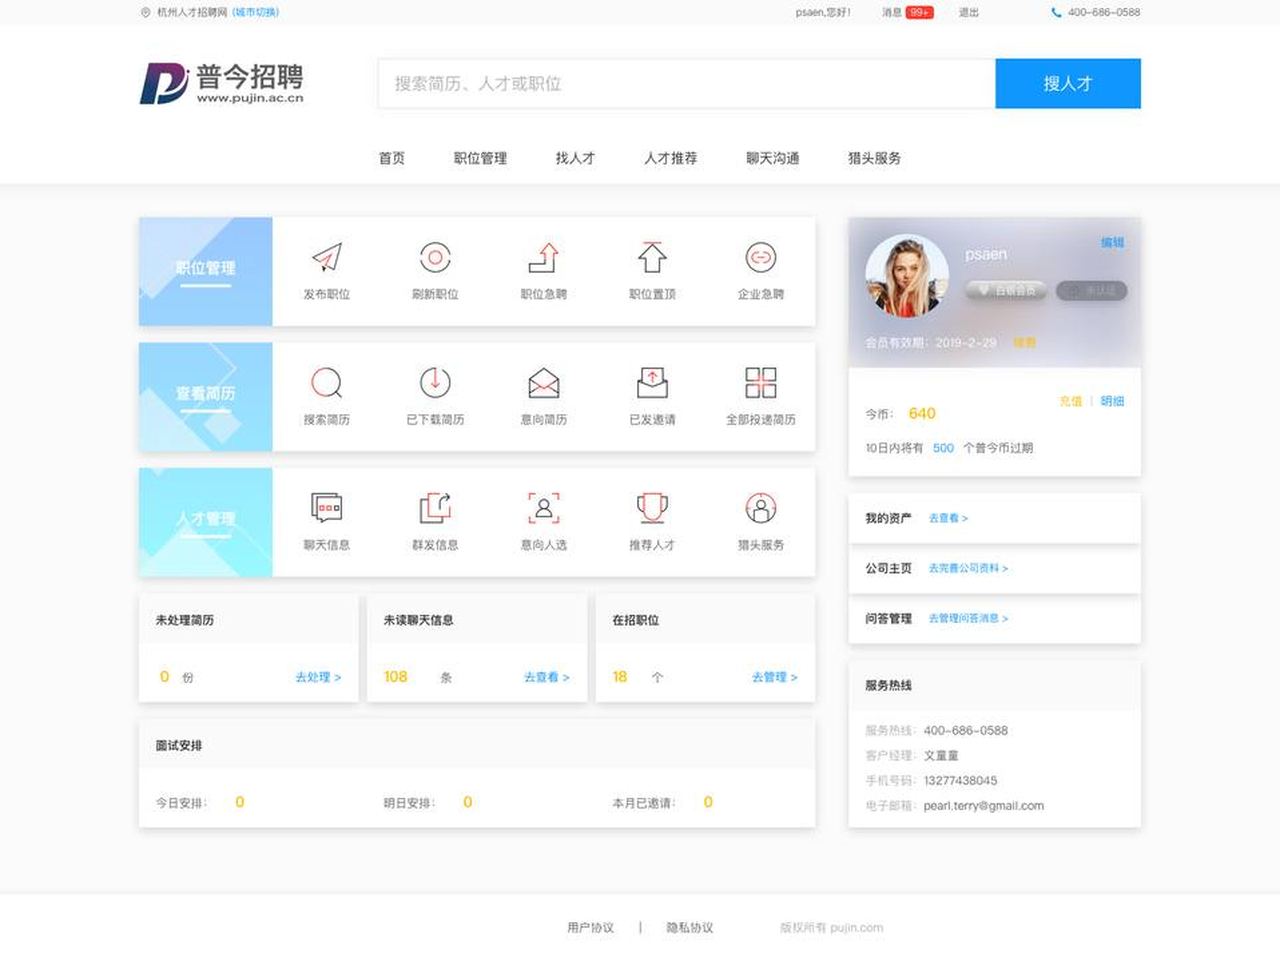 杭州人才招聘网 (城市切换)
psaen,您好!
消息 99+
退出
400-686-0588
普今招聘
www.pujin.ac.cn
搜索简历、人才或职位
搜人才
首页 职位管理 找人才 人才推荐 聊天沟通 猎头服务
职位管理
发布职位 刷新职位 职位急聘 职位置顶 企业急聘
查看简历
搜索简历 已下载简历 意向简历 已发邀请 全部投递简历
人才管理
聊天信息 群发信息 意向人选 推荐人才 猎头服务
未处理简历
0 份 去处理 >
未读聊天信息
108 条 去查看 >
在招职位
18 个 去管理 >
面试安排
今日安排： 0 明日安排： 0 本月已邀请： 0
编辑
psaen
白银会员 未认证
会员有效期：2019-2-29 续费
充值 | 明细
今币： 640
10日内将有 500 个普今币过期
我的资产 去查看 >
公司主页 去完善公司资料 >
问答管理 去管理问答消息 >
服务热线
服务热线：400-686-0588
客户经理：文童童
手机号码：13277438045
电子邮箱：pearl.terry@gmail.com
用户协议 | 隐私协议 版权所有 pujin.com